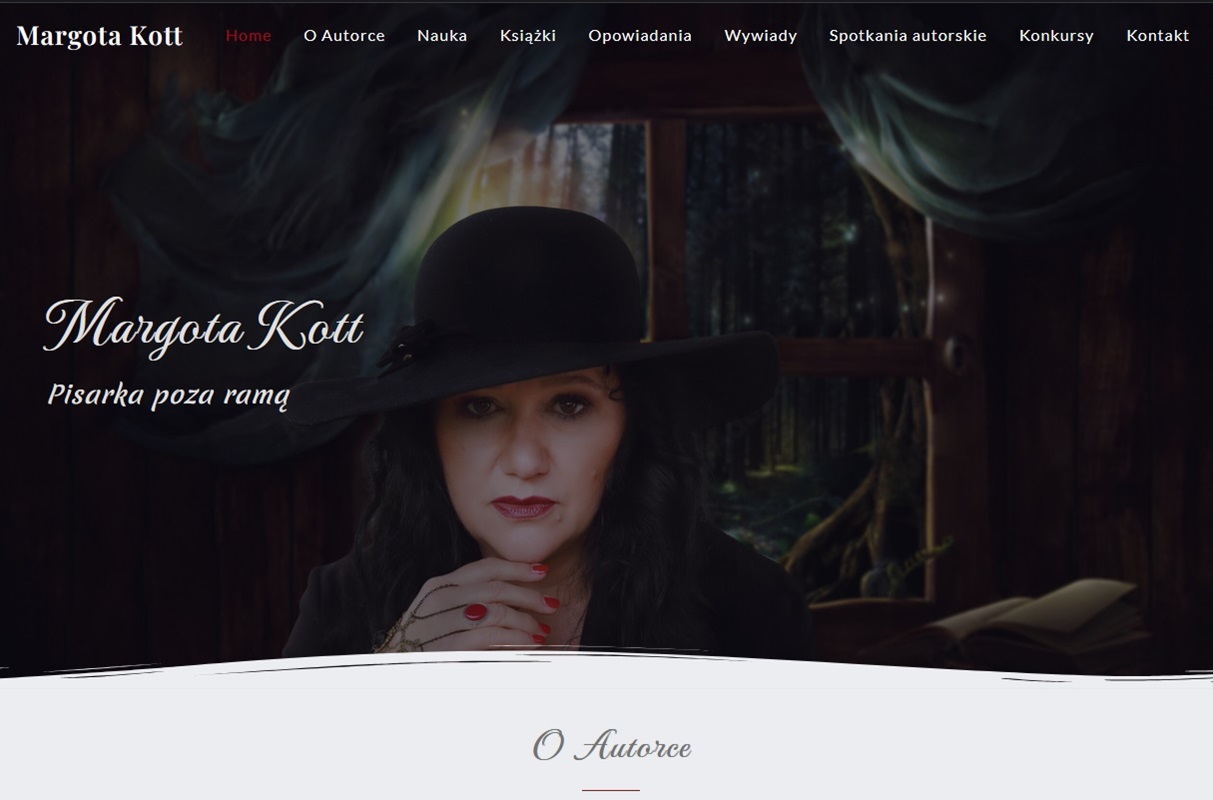 Margota Kott Home O Autorce Nauka Książki Opowiadania Wywiady Spotkania autorskie Konkursy Kontakt
Margota Kott
Pisarka poza ramą
O Autorce